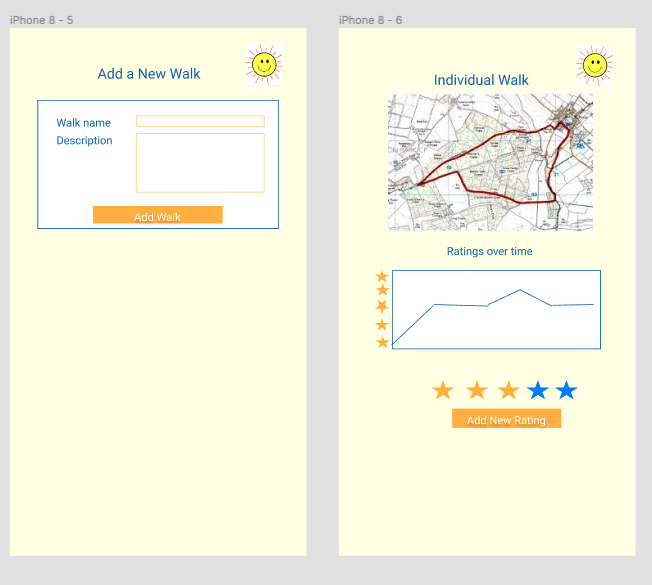 iPhone 8 - 5
Add a New Walk
Walk name
Description
Add Walk
iPhone 8 - 6
Individual Walk
Ratings over time
Add New Rating